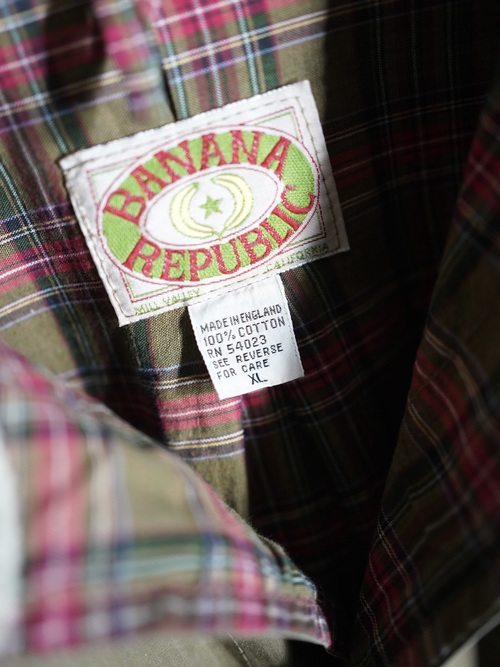 BANANA
REPUBLIC
MILL VALLEY CALIFORNIA
MADE IN ENGLAND
100% COTTON
RN 54023
SEE REVERSE
FOR CARE
XL